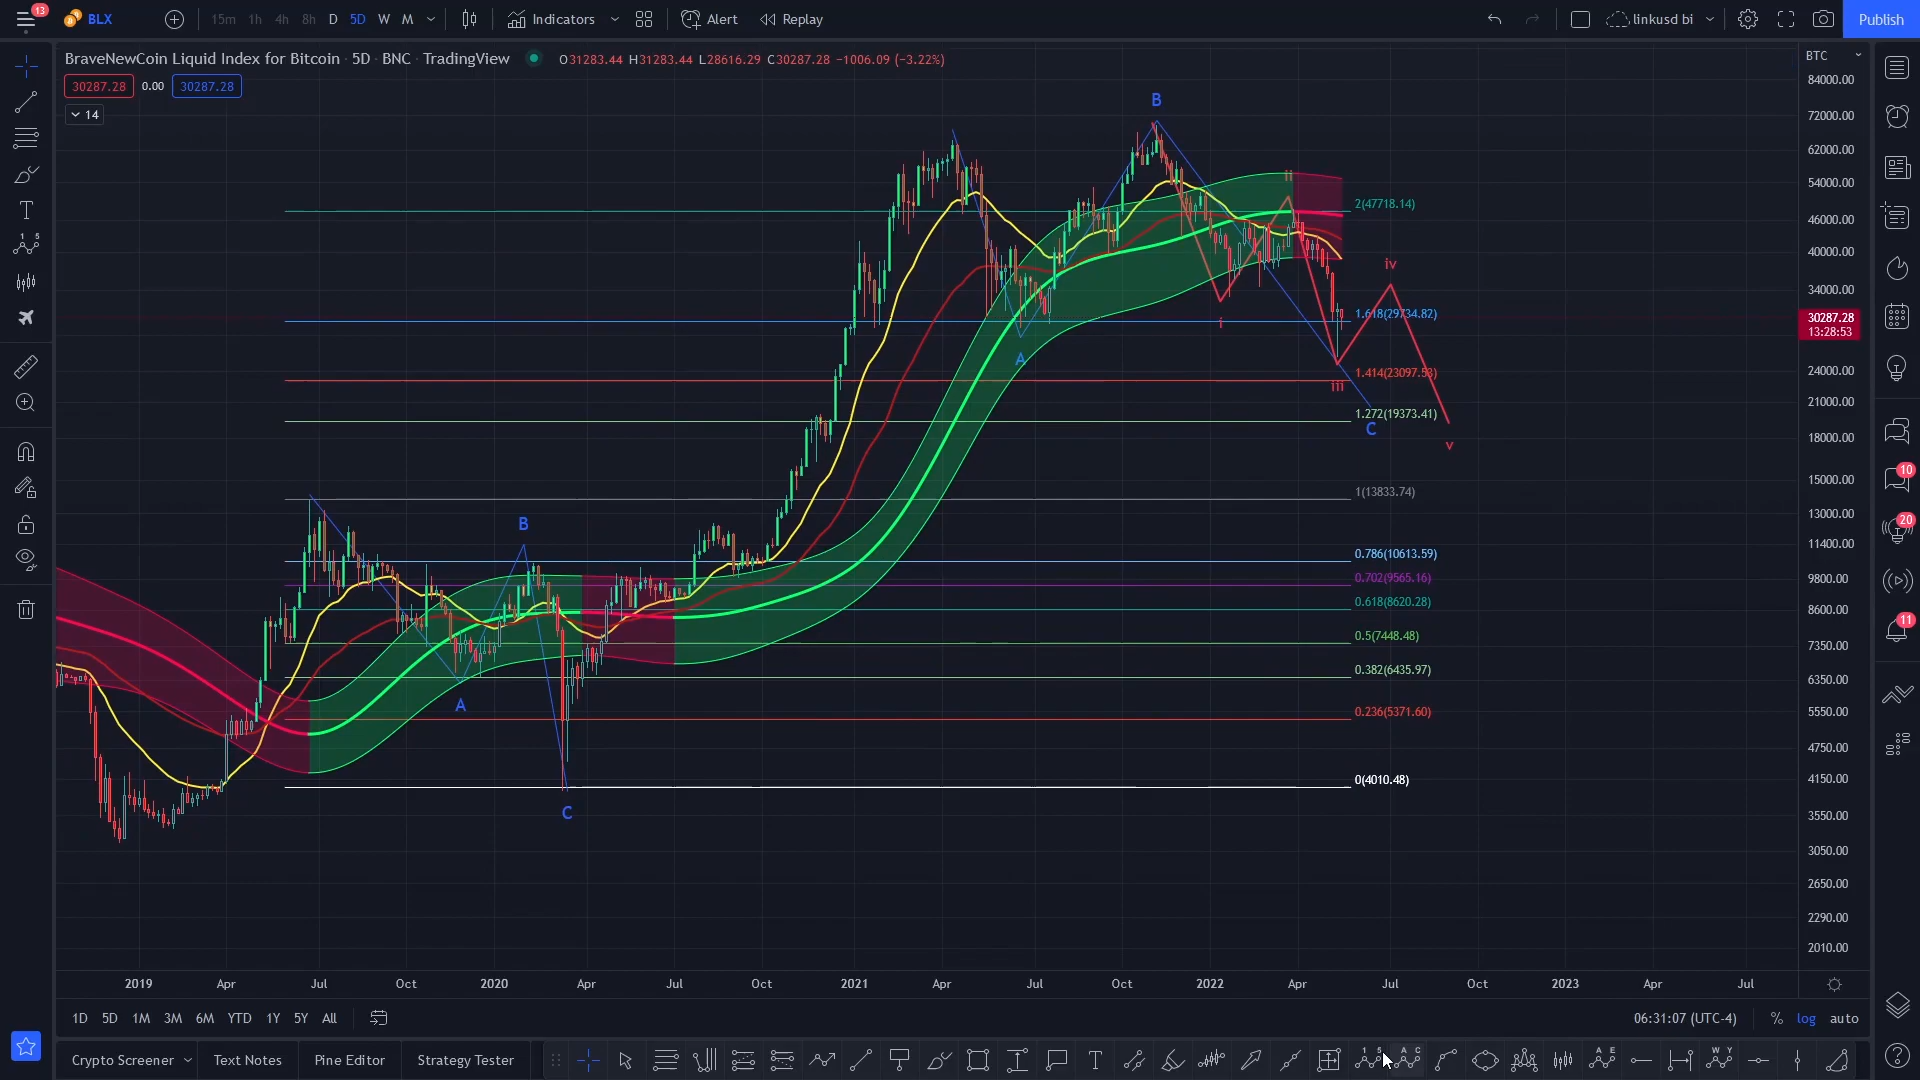 13 BLX 15m 1h 4h 8h D 5D W M Indicators Alert Replay linkusd bi Publish
BraveNewCoin Liquid Index for Bitcoin · 5D · BNC · TradingView O31283.44 H31283.44 L28616.29 C30287.28 −1006.09 (−3.22%)
30287.28 0.00 30287.28
14
BTC
84000.00
72000.00
62000.00
54000.00
46000.00
40000.00
34000.00
30287.28
13:28:53
24000.00
21000.00
18000.00
15000.00
13000.00
11400.00
9800.00
8600.00
7350.00
6350.00
5550.00
4750.00
4150.00
3550.00
3050.00
2650.00
2290.00
2010.00
B
ii
2(47718.14)
iv
1.618(29734.82)
i
A
1.414(23097.53)
iii
1.272(19373.41)
C
v
1(13833.74)
B
0.786(10613.59)
0.702(9565.16)
0.618(8620.28)
0.5(7448.48)
0.382(6435.97)
A
0.236(5371.60)
0(4010.48)
C
10
20
11
2019 Apr Jul Oct 2020 Apr Jul Oct 2021 Apr Jul Oct 2022 Apr Jul Oct 2023 Apr Jul
1D 5D 1M 3M 6M YTD 1Y 5Y All 06:31:07 (UTC-4) % log auto
Crypto Screener Text Notes Pine Editor Strategy Tester